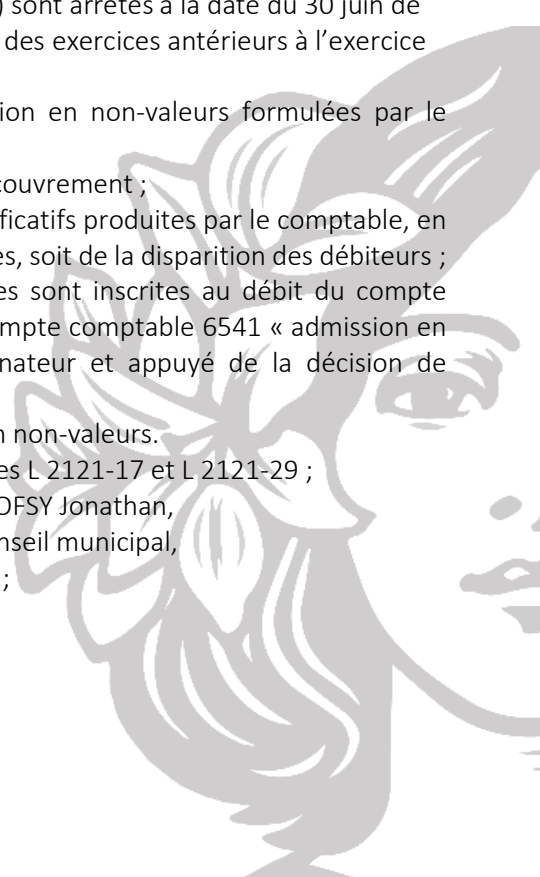 ) sont arrêtés à la date du 30 juin de
des exercices antérieurs à l’exercice
ion en non-valeurs formulées par le
couvrement ;
ficatifs produites par le comptable, en
es, soit de la disparition des débiteurs ;
es sont inscrites au débit du compte
ompte comptable 6541 « admission en
nateur et appuyé de la décision de
n non-valeurs.
es L 2121-17 et L 2121-29 ;
OFSY Jonathan,
nseil municipal,
;